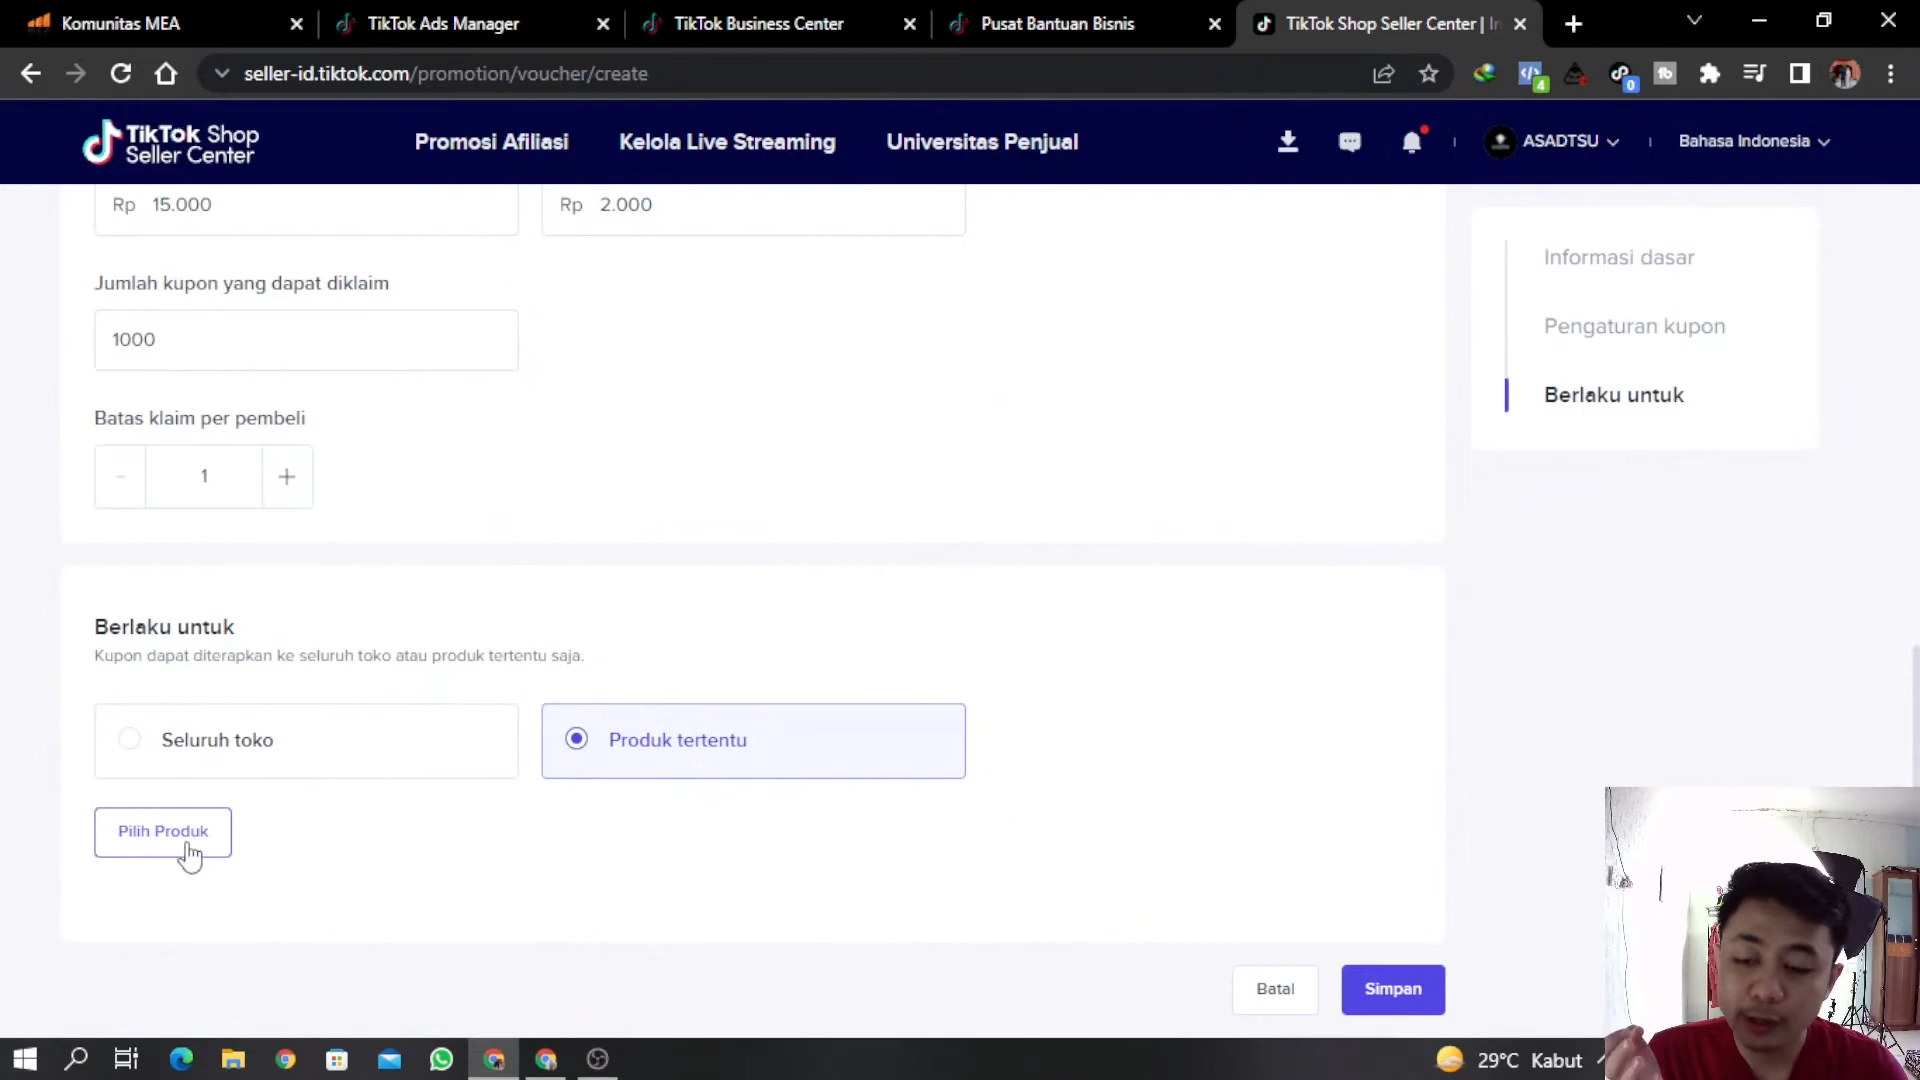 Komunitas MEA
TikTok Ads Manager
TikTok Business Center
Pusat Bantuan Bisnis
TikTok Shop Seller Center | In
seller-id.tiktok.com/promotion/voucher/create
4
0
TikTok Shop
Seller Center
Promosi Afiliasi
Kelola Live Streaming
Universitas Penjual
ASADTSU
Bahasa Indonesia
Rp 15.000
Rp 2.000
Jumlah kupon yang dapat diklaim
1000
Batas klaim per pembeli
- 1 +
Informasi dasar
Pengaturan kupon
Berlaku untuk
Berlaku untuk
Kupon dapat diterapkan ke seluruh toko atau produk tertentu saja.
Seluruh toko
Produk tertentu
Pilih Produk
Batal
Simpan
29°C Kabut